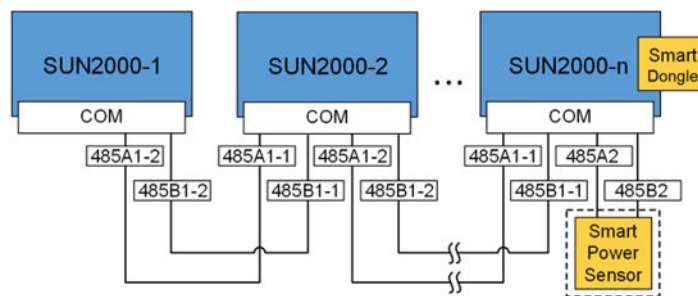 SUN2000-1
SUN2000-2
...
SUN2000-n
Smart
Dongle
COM
COM
COM
485A1-2
485A1-1
485A1-2
485A1-1
485A2
485B1-2
485B1-1
485B1-2
485B1-1
485B2
Smart
Power
Sensor